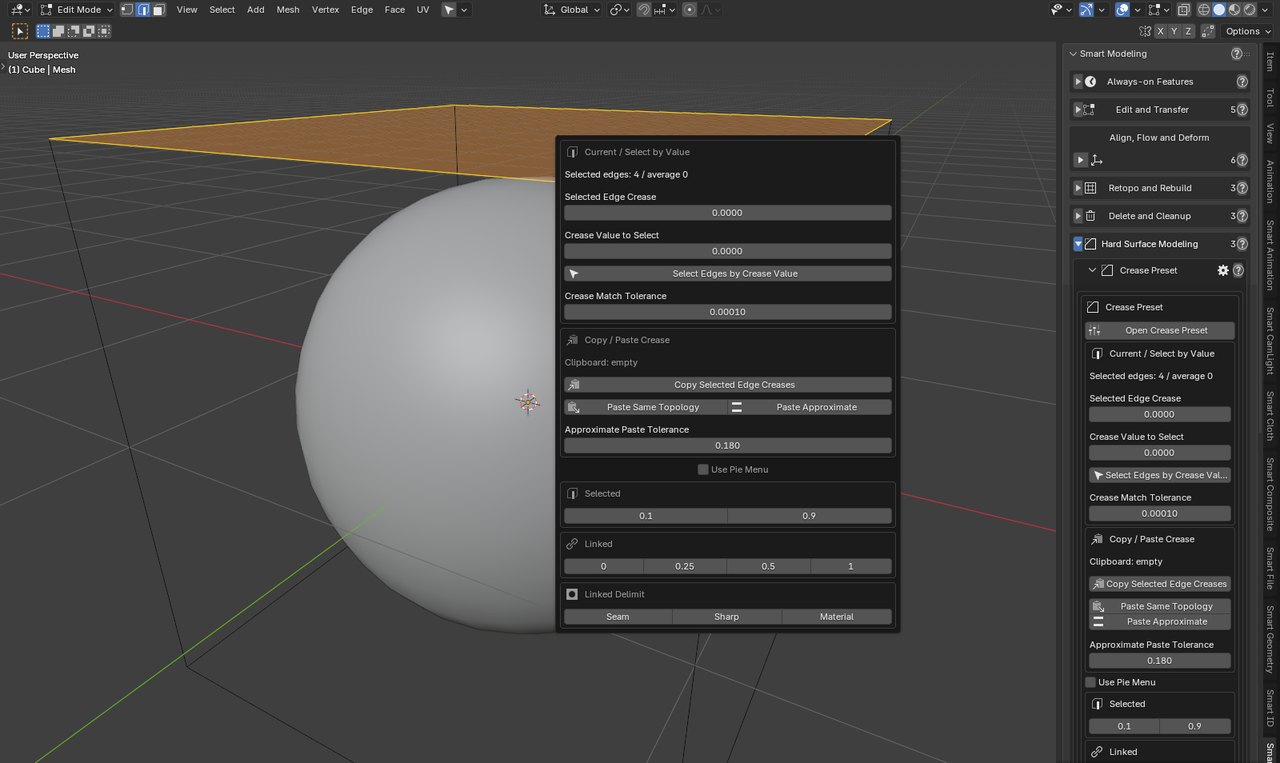 Edit Mode
View
Select
Add
Mesh
Vertex
Edge
Face
UV
Global
X
Y
Z
Options
User Perspective
(1) Cube | Mesh
Current / Select by Value
Selected edges: 4 / average 0
Selected Edge Crease
0.0000
Crease Value to Select
0.0000
Select Edges by Crease Value
Crease Match Tolerance
0.00010
Copy / Paste Crease
Clipboard: empty
Copy Selected Edge Creases
Paste Same Topology
Paste Approximate
Approximate Paste Tolerance
0.180
Use Pie Menu
Selected
0.1
0.9
Linked
0
0.25
0.5
1
Linked Delimit
Seam
Sharp
Material
Smart Modeling
Always-on Features
Edit and Transfer
5
Align, Flow and Deform
6
Retopo and Rebuild
3
Delete and Cleanup
3
Hard Surface Modeling
3
Crease Preset
Crease Preset
Open Crease Preset
Current / Select by Value
Selected edges: 4 / average 0
Selected Edge Crease
0.0000
Crease Value to Select
0.0000
Select Edges by Crease Val...
Crease Match Tolerance
0.00010
Copy / Paste Crease
Clipboard: empty
Copy Selected Edge Creases
Paste Same Topology
Paste Approximate
Approximate Paste Tolerance
0.180
Use Pie Menu
Selected
0.1
0.9
Linked
Item
Tool
View
Animation
Smart Animation
Smart CamLight
Smart Cloth
Smart Composite
Smart File
Smart Geometry
Smart ID